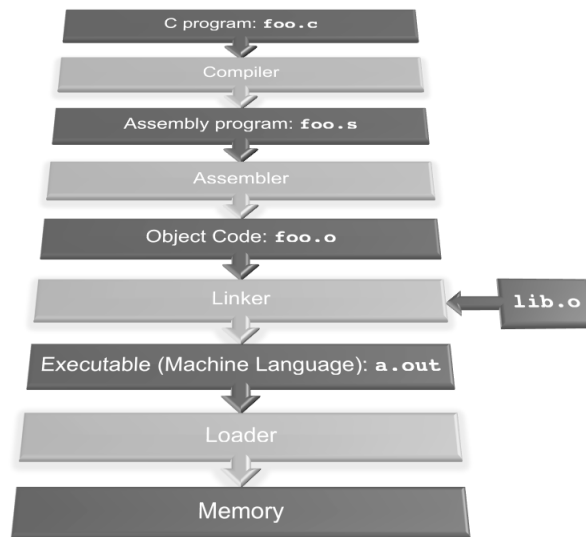 C program: foo.c
Compiler
Assembly program: foo.s
Assembler
Object Code: foo.o
Linker
lib.o
Executable (Machine Language): a.out
Loader
Memory